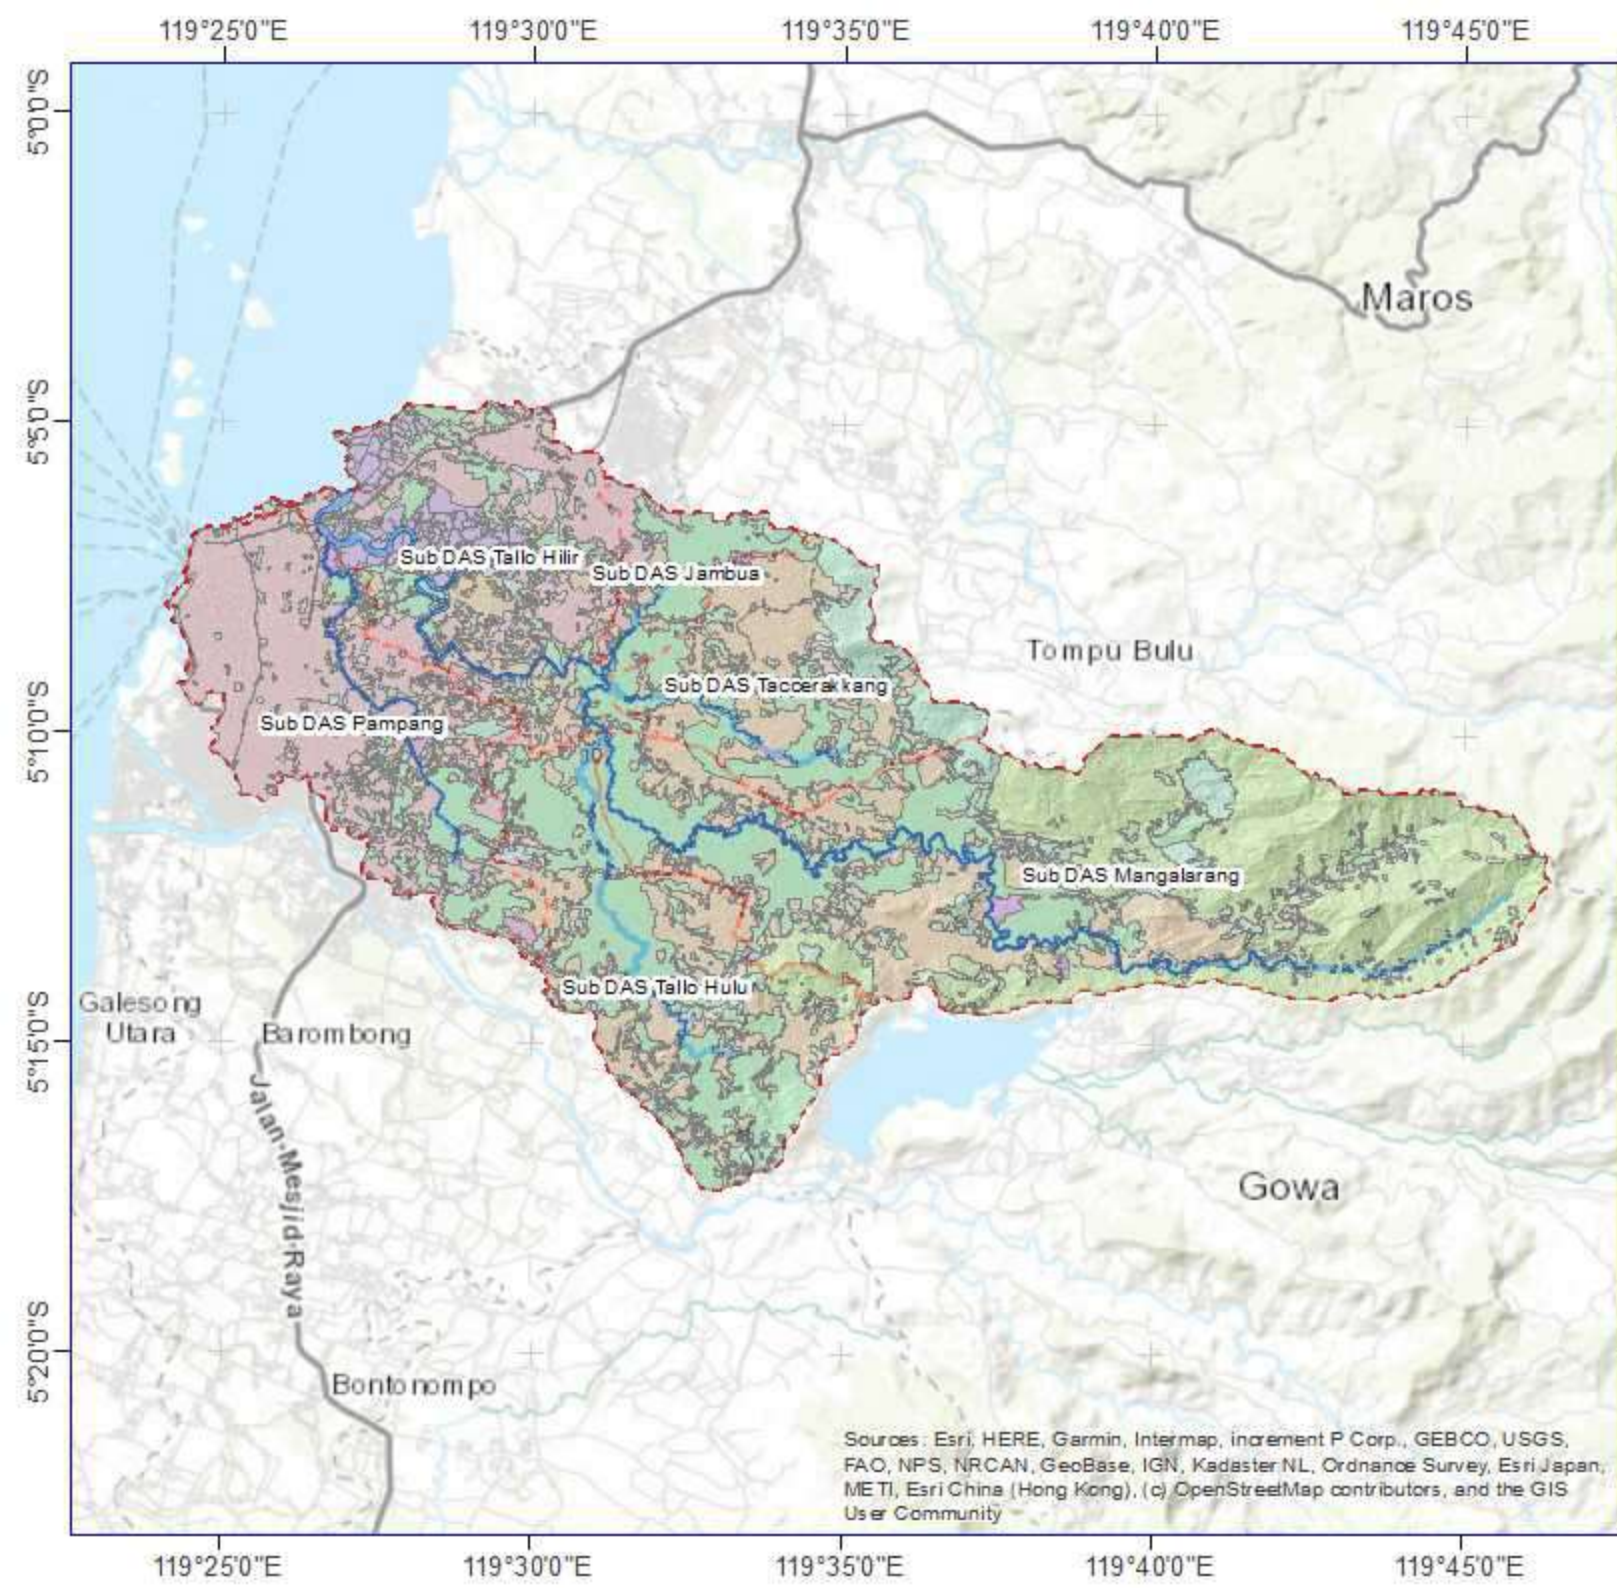 119°25'0"E
119°30'0"E
119°35'0"E
119°40'0"E
119°45'0"E
5°0'0"S
Maros
5°5'0"S
Sub DAS Tallo Hilir
Sub DAS Jambua
Tompu Bulu
Sub DAS Taccerakkang
Sub DAS Pampang
5°10'0"S
Sub DAS Mangalarang
Sub DAS Tallo Hulu
Galesong
Utara
Barombong
5°15'0"S
Jalan Mesjid Raya
Gowa
5°20'0"S
Bontonompo
Sources: Esri, HERE, Garmin, Intermap, increment P Corp., GEBCO, USGS,
FAO, NPS, NRCAN, GeoBase, IGN, Kadaster NL, Ordnance Survey, Esri Japan,
METI, Esri China (Hong Kong), (c) OpenStreetMap contributors, and the GIS
User Community
119°25'0"E
119°30'0"E
119°35'0"E
119°40'0"E
119°45'0"E